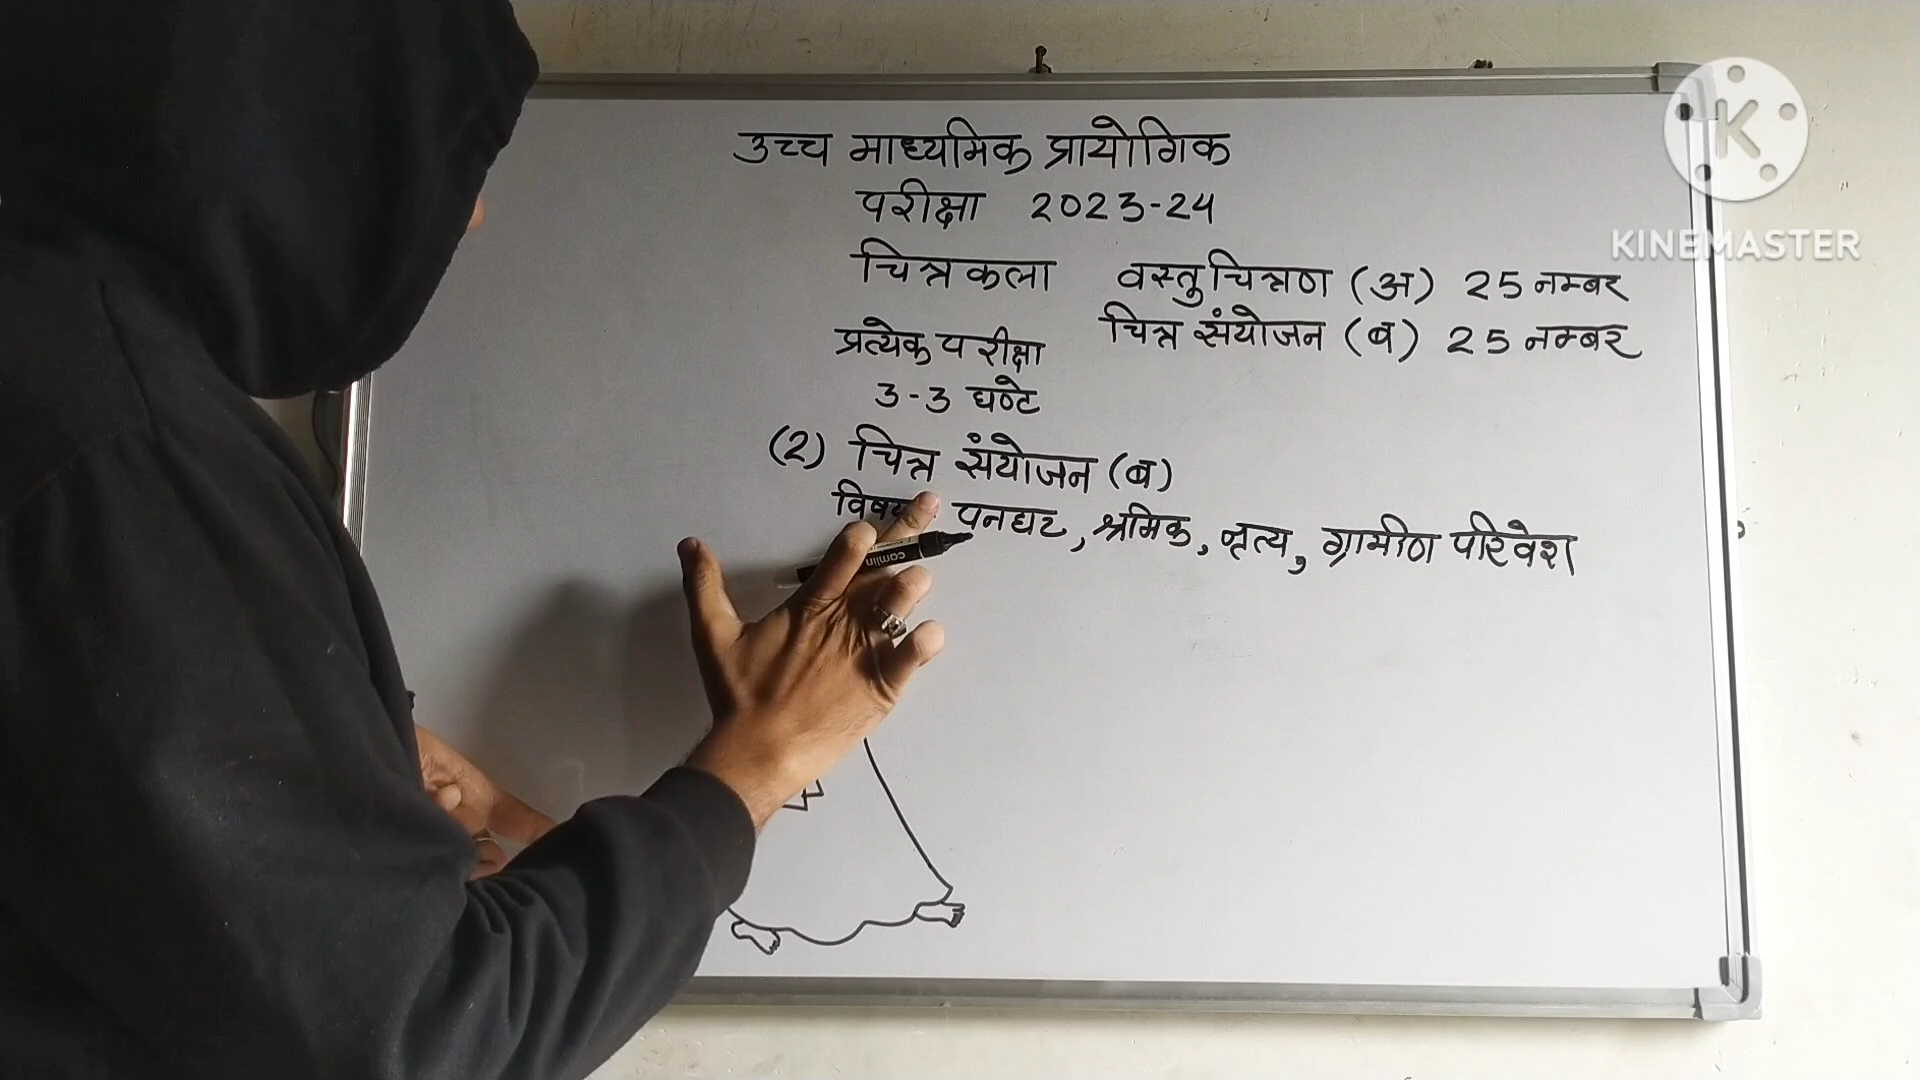 उच्च माध्यमिक प्रायोगिक
परीक्षा 2023-24
चित्रकला वस्तु चित्रण (अ) 25 नम्बर
चित्र संयोजन (ब) 25 नम्बर
प्रत्येक परीक्षा
3-3 घण्टे
(2) चित्र संयोजन (ब)
पनघट, श्रमिक, नृत्य, ग्रामीण परिवेश
camlin
K
KINEMASTER